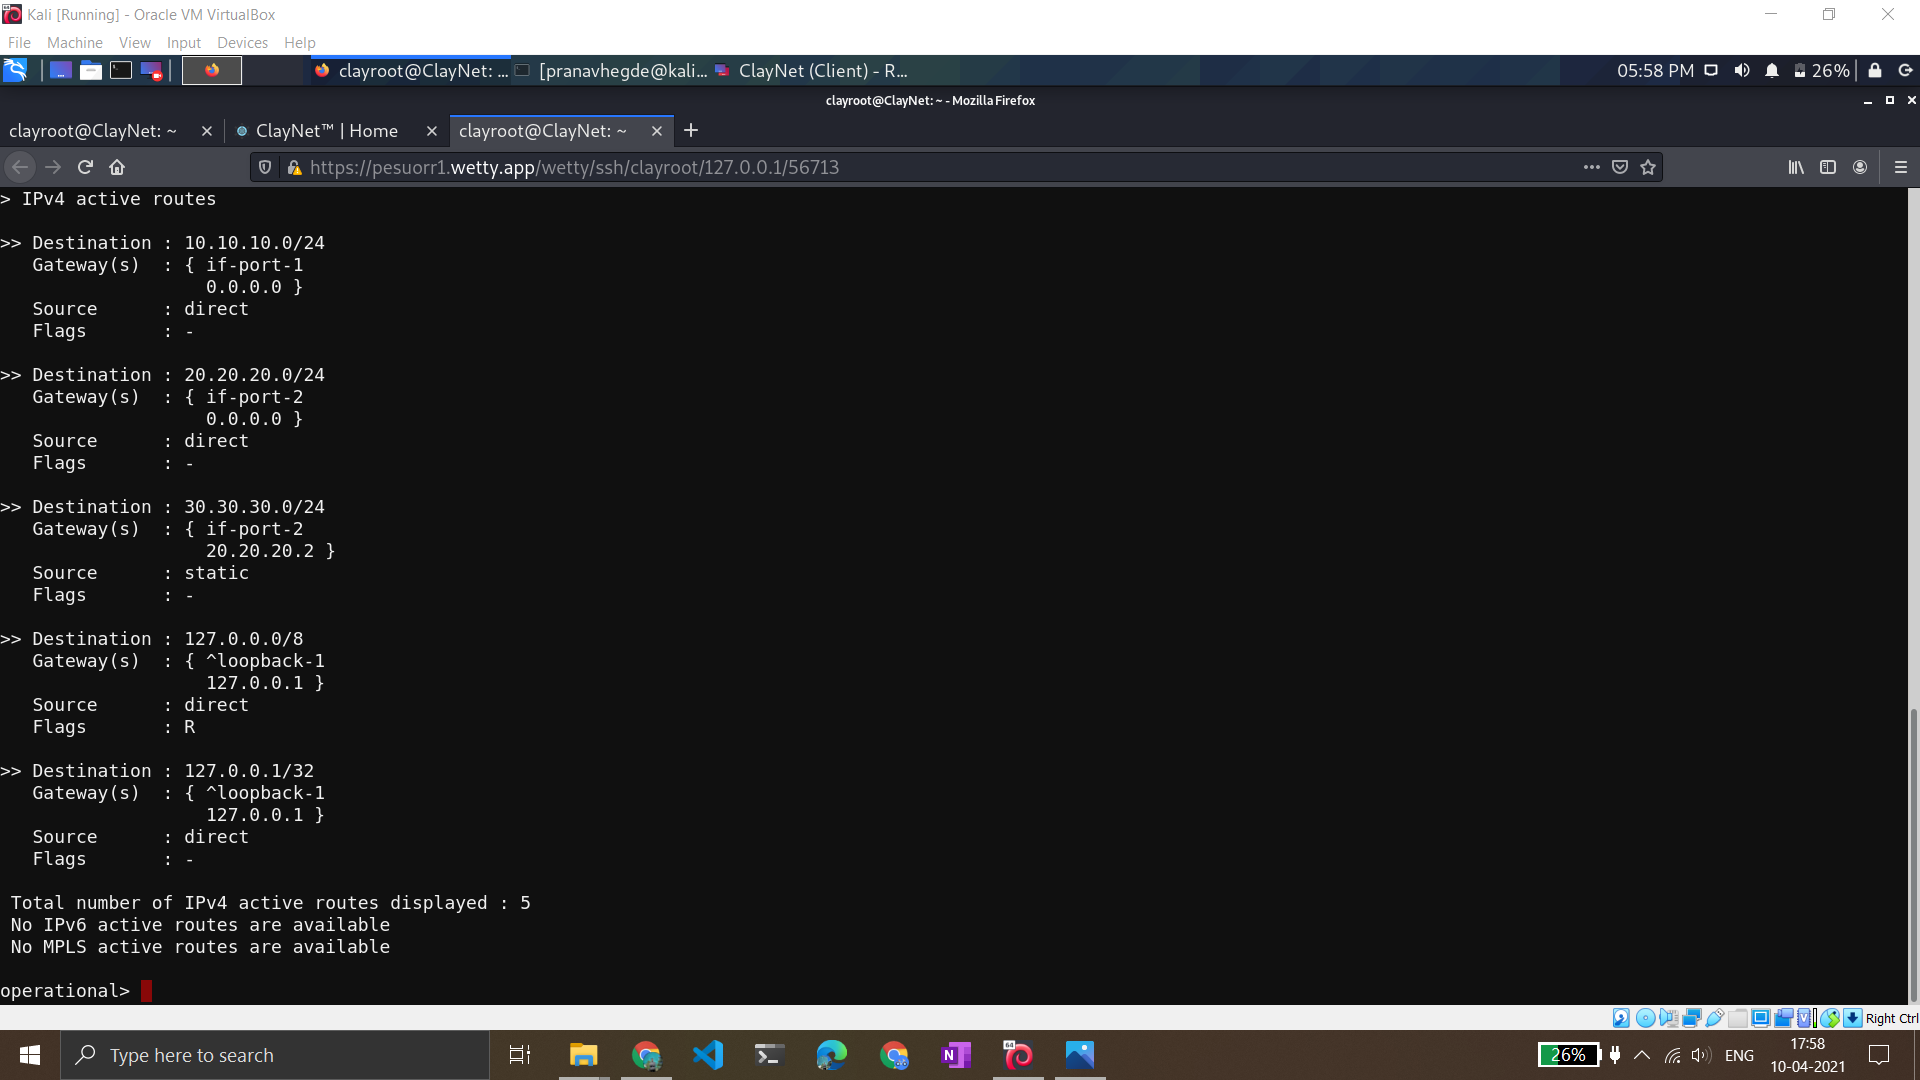 Kali [Running] - Oracle VM VirtualBox
File Machine View Input Devices Help
clayroot@ClayNet: ... [pranavhegde@kali... ClayNet (Client) - R... 05:58 PM 26%
clayroot@ClayNet: ~ - Mozilla Firefox
clayroot@ClayNet: ~ ClayNet™ | Home clayroot@ClayNet: ~
https://pesuorr1.wetty.app/wetty/ssh/clayroot/127.0.0.1/56713
> IPv4 active routes
>> Destination : 10.10.10.0/24
Gateway(s) : { if-port-1
0.0.0.0 }
Source : direct
Flags : -
>> Destination : 20.20.20.0/24
Gateway(s) : { if-port-2
0.0.0.0 }
Source : direct
Flags : -
>> Destination : 30.30.30.0/24
Gateway(s) : { if-port-2
20.20.20.2 }
Source : static
Flags : -
>> Destination : 127.0.0.0/8
Gateway(s) : { ^loopback-1
127.0.0.1 }
Source : direct
Flags : R
>> Destination : 127.0.0.1/32
Gateway(s) : { ^loopback-1
127.0.0.1 }
Source : direct
Flags : -
Total number of IPv4 active routes displayed : 5
No IPv6 active routes are available
No MPLS active routes are available
operational>
Right Ctrl
Type here to search
26% ENG 17:58
10-04-2021